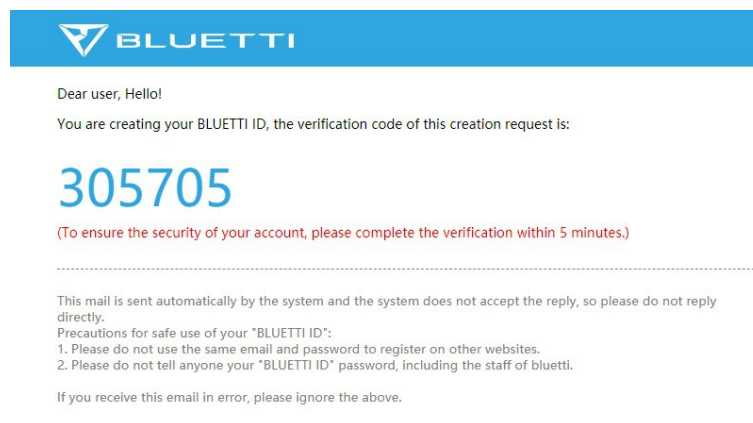 BLUETTI
Dear user, Hello!
You are creating your BLUETTI ID, the verification code of this creation request is:
305705
(To ensure the security of your account, please complete the verification within 5 minutes.)
This mail is sent automatically by the system and the system does not accept the reply, so please do not reply
directly.
Precautions for safe use of your "BLUETTI ID":
1. Please do not use the same email and password to register on other websites.
2. Please do not tell anyone your "BLUETTI ID" password, including the staff of bluetti.
If you receive this email in error, please ignore the above.